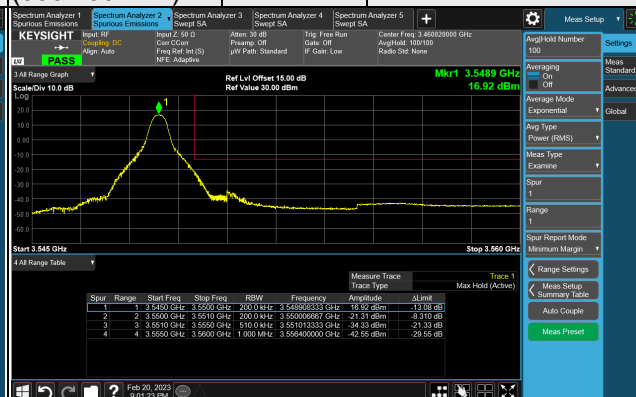 Spectrum Analyzer 1
Spurious Emissions
Spectrum Analyzer 2
Spurious Emissions
Spectrum Analyzer 3
Swept SA
Spectrum Analyzer 4
Swept SA
Spectrum Analyzer 5
Swept SA
+
Meas Setup
KEYSIGHT
Input: RF
Coupling: DC
Align: Auto
Input Z: 50 Ω
Corr CCorr
Freq Ref: Int (S)
NFE: Adaptive
Atten: 30 dB
Preamp: Off
µW Path: Standard
Trig: Free Run
Gate: Off
IF Gain: Low
Center Freq: 3.460020000 GHz
Avg|Hold: 100/100
Radio Std: None
LXI
PASS
3 All Range Graph
Scale/Div 10.0 dB
Ref Lvl Offset 15.00 dB
Ref Value 30.00 dBm
Mkr1 3.5489 GHz
16.92 dBm
Log
20.0
10.0
0.00
-10.0
-20.0
-30.0
-40.0
-50.0
-60.0
1
Start 3.545 GHz
Stop 3.560 GHz
4 All Range Table
Measure Trace Trace 1
Trace Type Max Hold (Active)
Spur Range Start Freq Stop Freq RBW Frequency Amplitude ΔLimit
1 1 3.5450 GHz 3.5500 GHz 200.0 kHz 3.548908333 GHz 16.92 dBm -13.08 dB
2 2 3.5500 GHz 3.5510 GHz 200.0 kHz 3.550006667 GHz -21.31 dBm -8.310 dB
3 3 3.5510 GHz 3.5550 GHz 510.0 kHz 3.551013333 GHz -34.33 dBm -21.33 dB
4 4 3.5550 GHz 3.5600 GHz 1.000 MHz 3.556400000 GHz -42.55 dBm -29.55 dB
Avg|Hold Number
100
Averaging
On
Off
Average Mode
Exponential
Avg Type
Power (RMS)
Meas Type
Examine
Spur
1
Range
1
Spur Report Mode
Minimum Margin
Range Settings
Meas Setup
Summary Table
Auto Couple
Meas Preset
Settings
Meas
Standard
Advanced
Global
?
Feb 20, 2023
9:01:23 PM